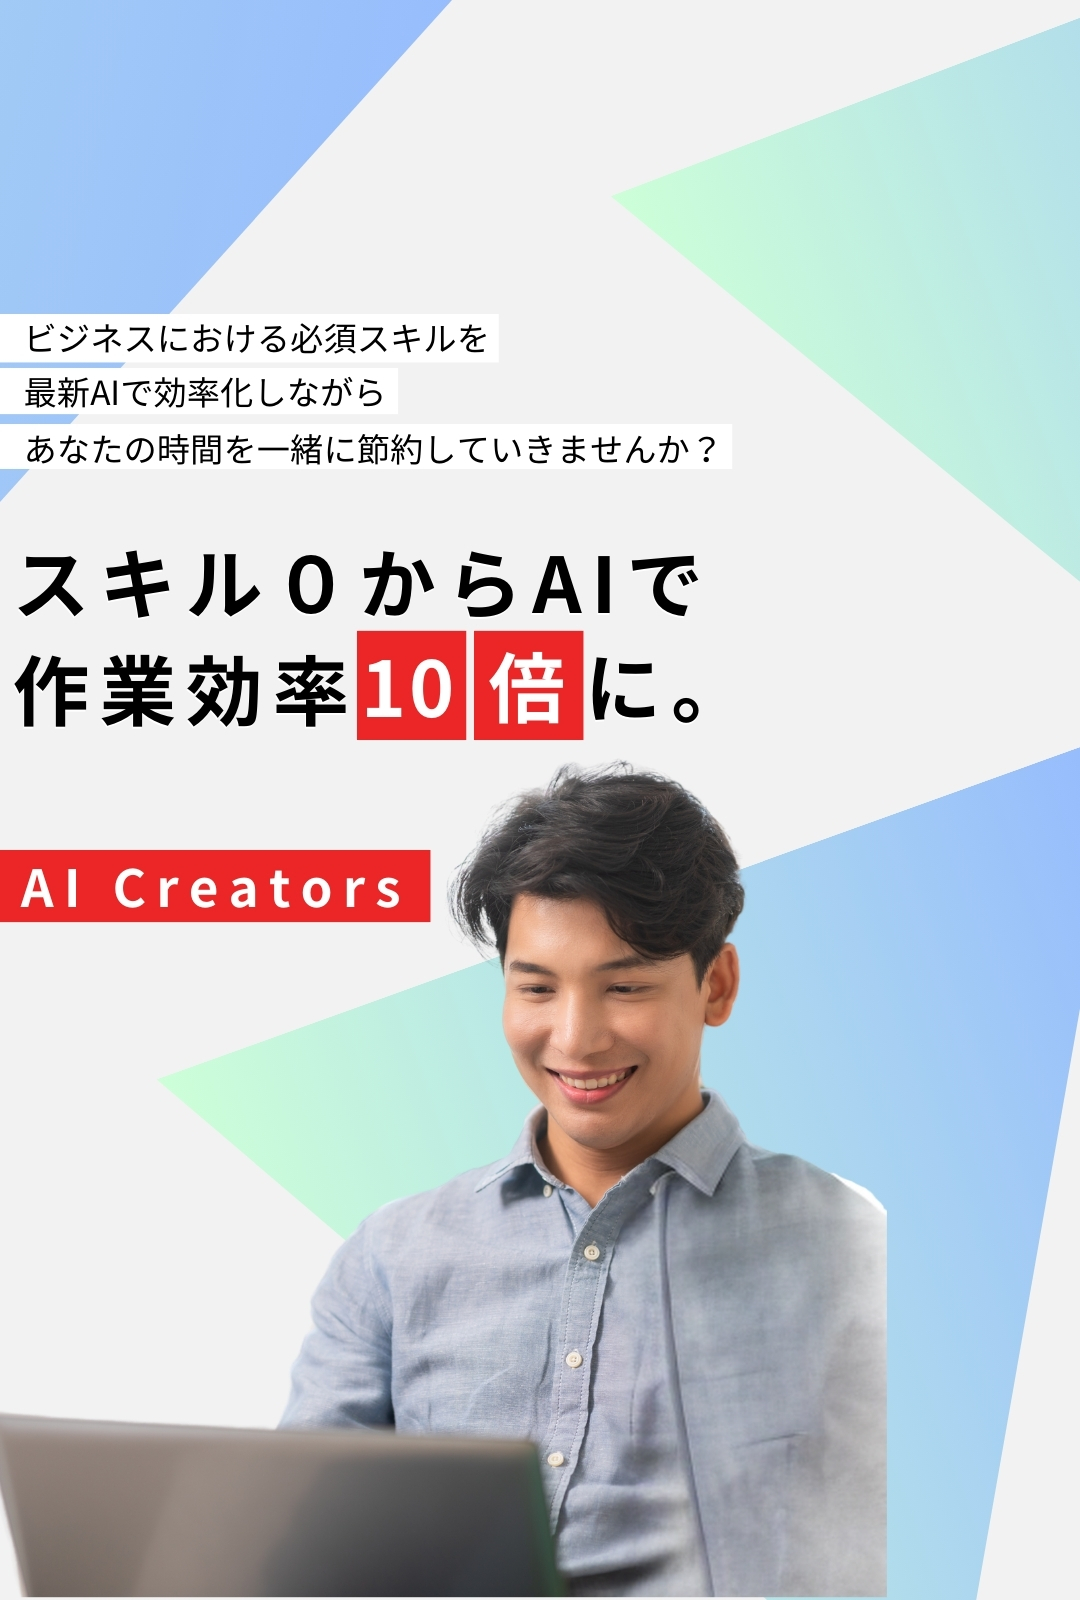 ビジネスにおける必須スキルを
最新AIで効率化しながら
あなたの時間を一緒に節約していきませんか？
スキル０からAIで
作業効率10倍に。
AI Creators